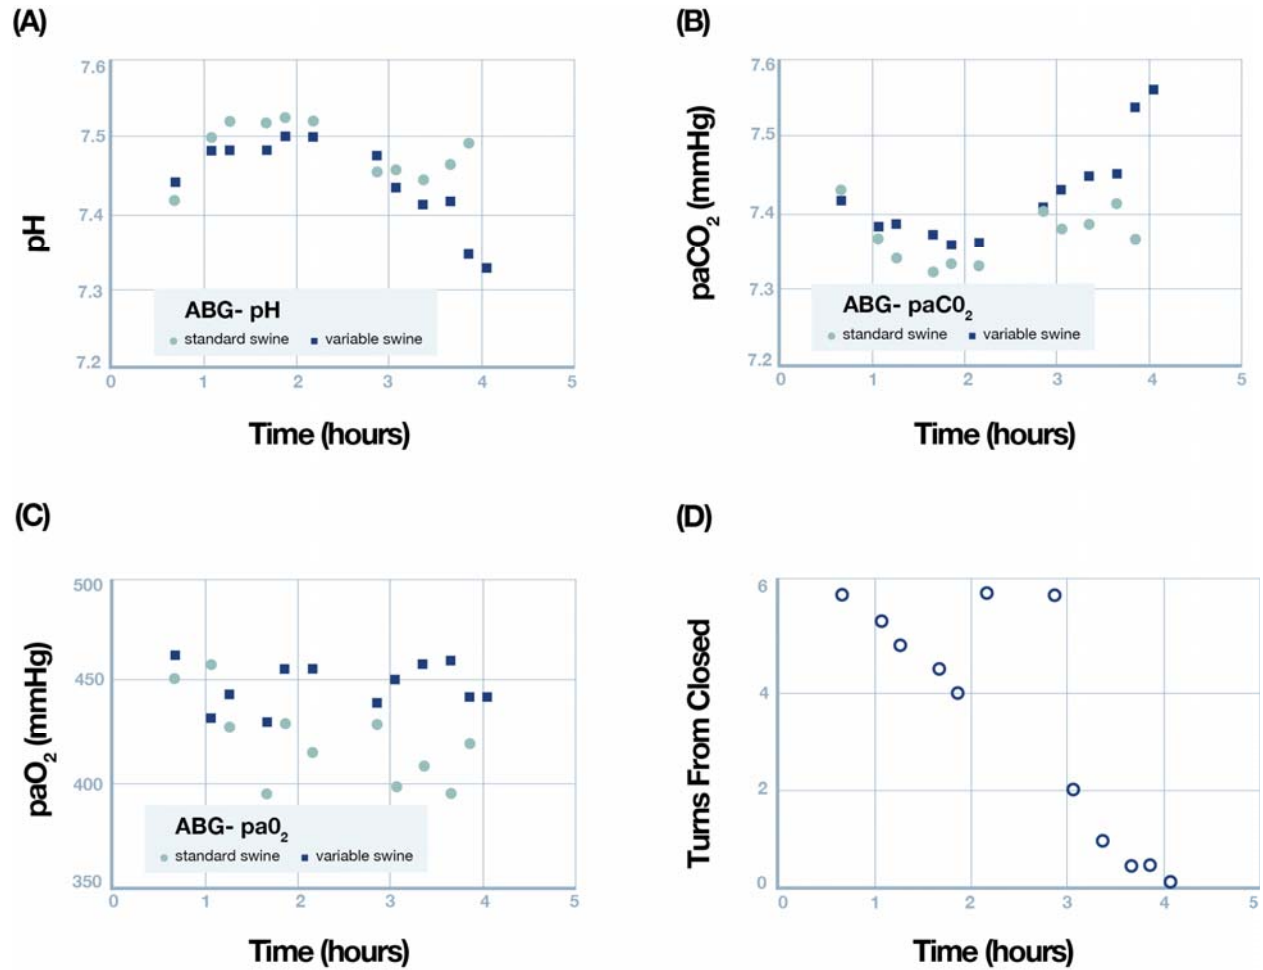 (A)
7.6
7.5
7.4
7.3
7.2
pH
ABG- pH
standard swine variable swine
0 1 2 3 4 5
Time (hours)
(B)
7.6
7.5
7.4
7.3
7.2
paCO2 (mmHg)
ABG- paC02
standard swine variable swine
0 1 2 3 4 5
Time (hours)
(C)
500
450
400
350
paO2 (mmHg)
ABG- pa02
standard swine variable swine
0 1 2 3 4 5
Time (hours)
(D)
6
4
2
0
Turns From Closed
0 1 2 3 4 5
Time (hours)